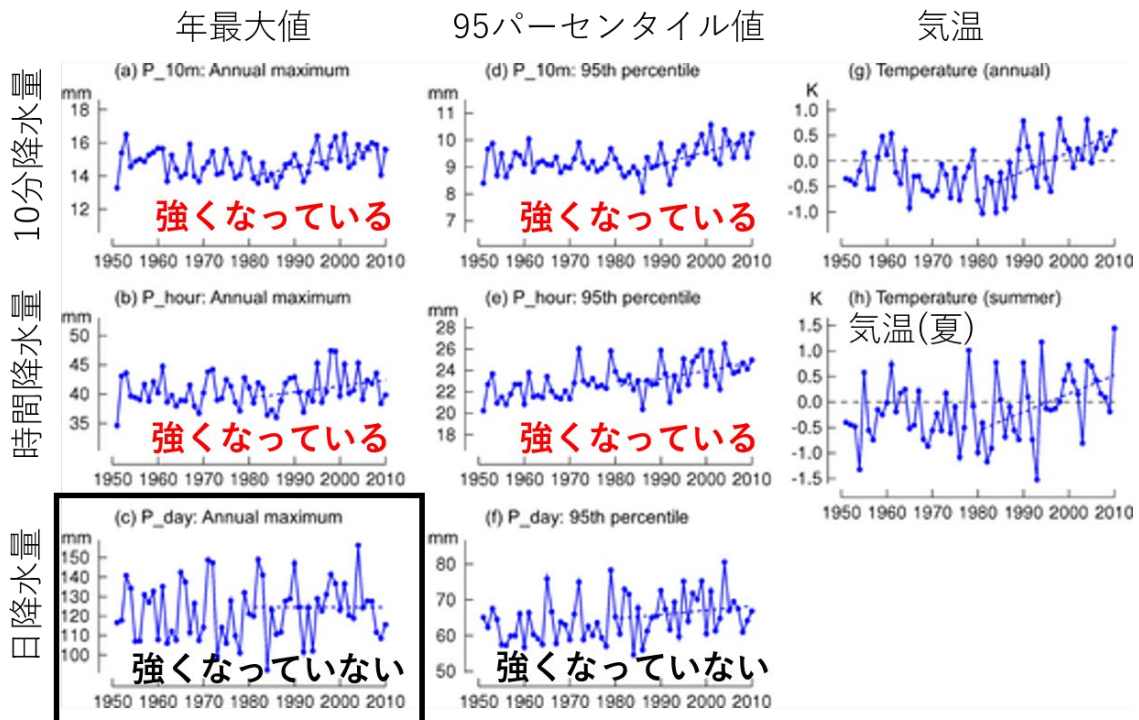 年最大値
95パーセンタイル値
気温
10分降水量
(a) P_10m: Annual maximum
mm
18
16
14
12
強くなっている
1950 1960 1970 1980 1990 2000 2010
(d) P_10m: 95th percentile
mm
11
10
9
8
7
強くなっている
1950 1960 1970 1980 1990 2000 2010
(g) Temperature (annual)
K
1.0
0.5
0.0
-0.5
-1.0
1950 1960 1970 1980 1990 2000 2010
時間降水量
(b) P_hour: Annual maximum
mm
50
45
40
35
強くなっている
1950 1960 1970 1980 1990 2000 2010
(e) P_hour: 95th percentile
mm
28
26
24
22
20
18
強くなっている
1950 1960 1970 1980 1990 2000 2010
(h) Temperature (summer)
K
気温(夏)
1.5
1.0
0.5
0.0
-0.5
-1.0
-1.5
1950 1960 1970 1980 1990 2000 2010
日降水量
(c) P_day: Annual maximum
mm
150
140
130
120
110
100
強くなっていない
1950 1960 1970 1980 1990 2000 2010
(f) P_day: 95th percentile
mm
80
70
60
50
強くなっていない
1950 1960 1970 1980 1990 2000 2010